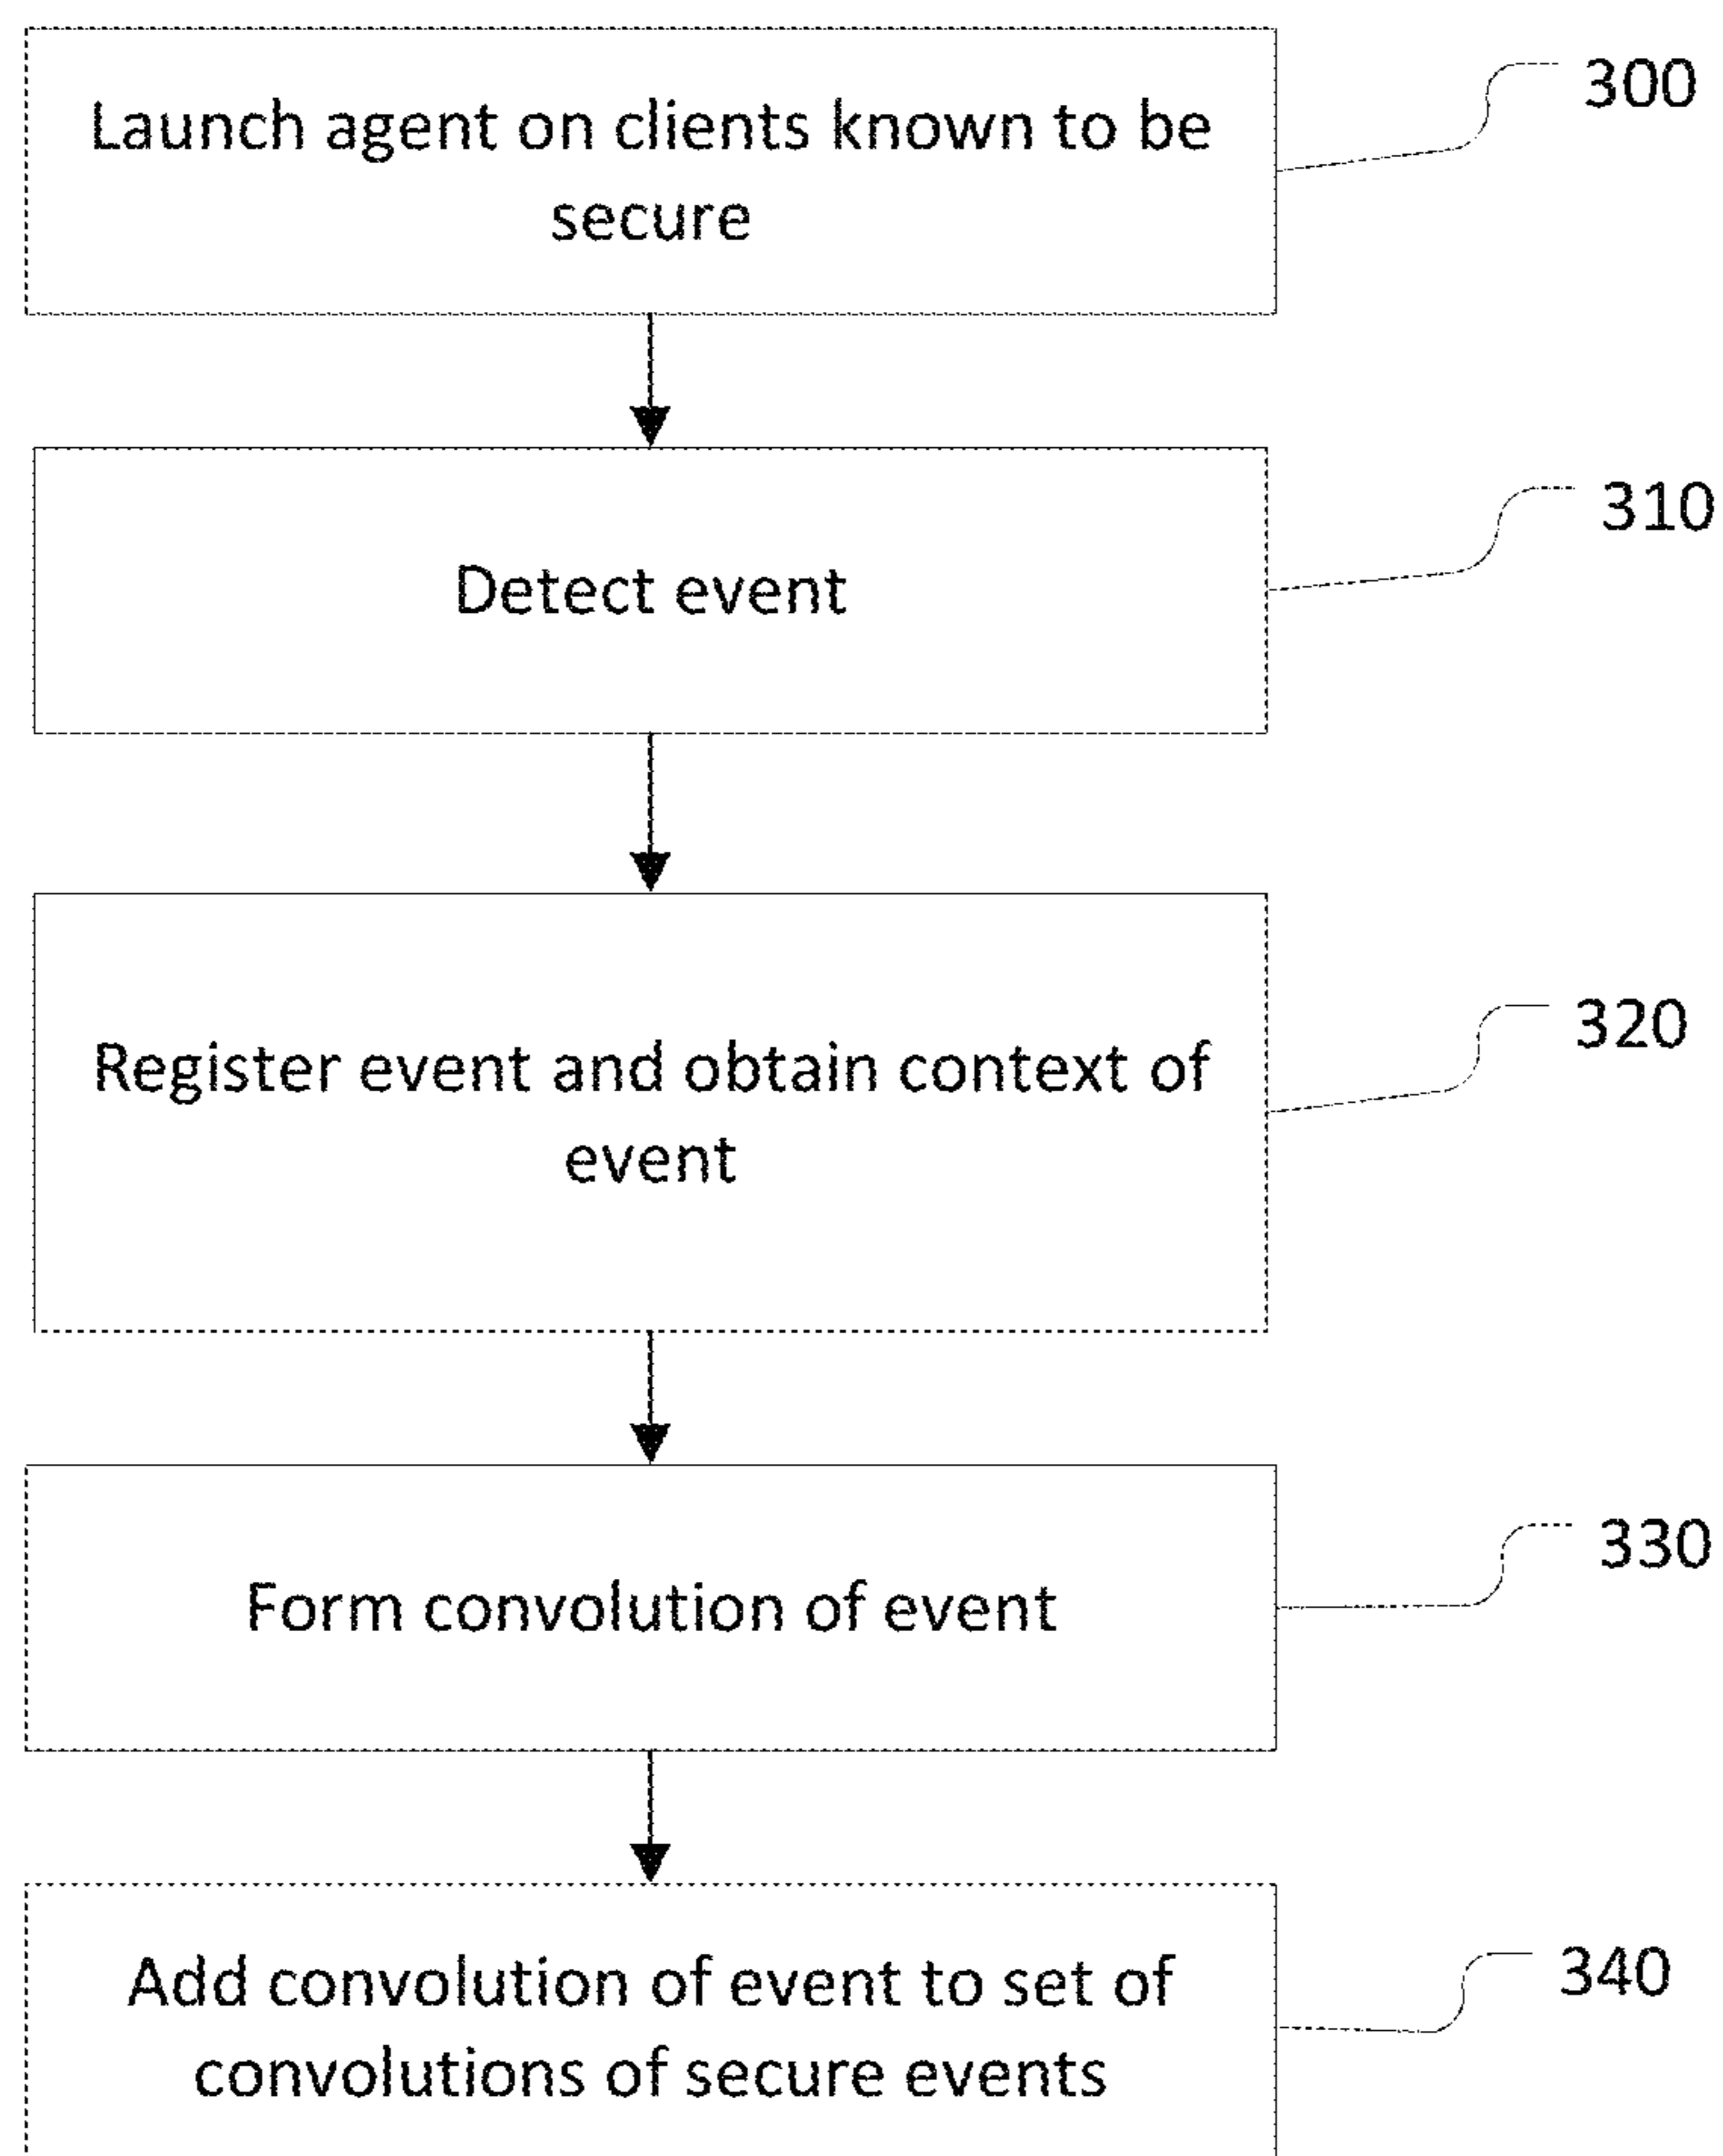 Launch agent on clients known to be
secure
300
Detect event
310
Register event and obtain context of
event
320
Form convolution of event
330
Add convolution of event to set of
convolutions of secure events
340